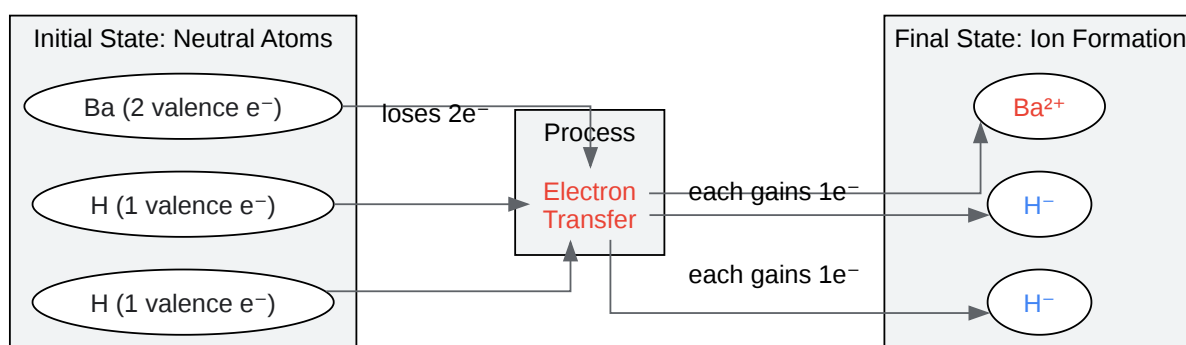 Initial State: Neutral Atoms
Ba (2 valence e⁻)
H (1 valence e⁻)
H (1 valence e⁻)
loses 2e⁻
Process
Electron
Transfer
each gains 1e⁻
each gains 1e⁻
Final State: Ion Formation
Ba²⁺
H⁻
H⁻